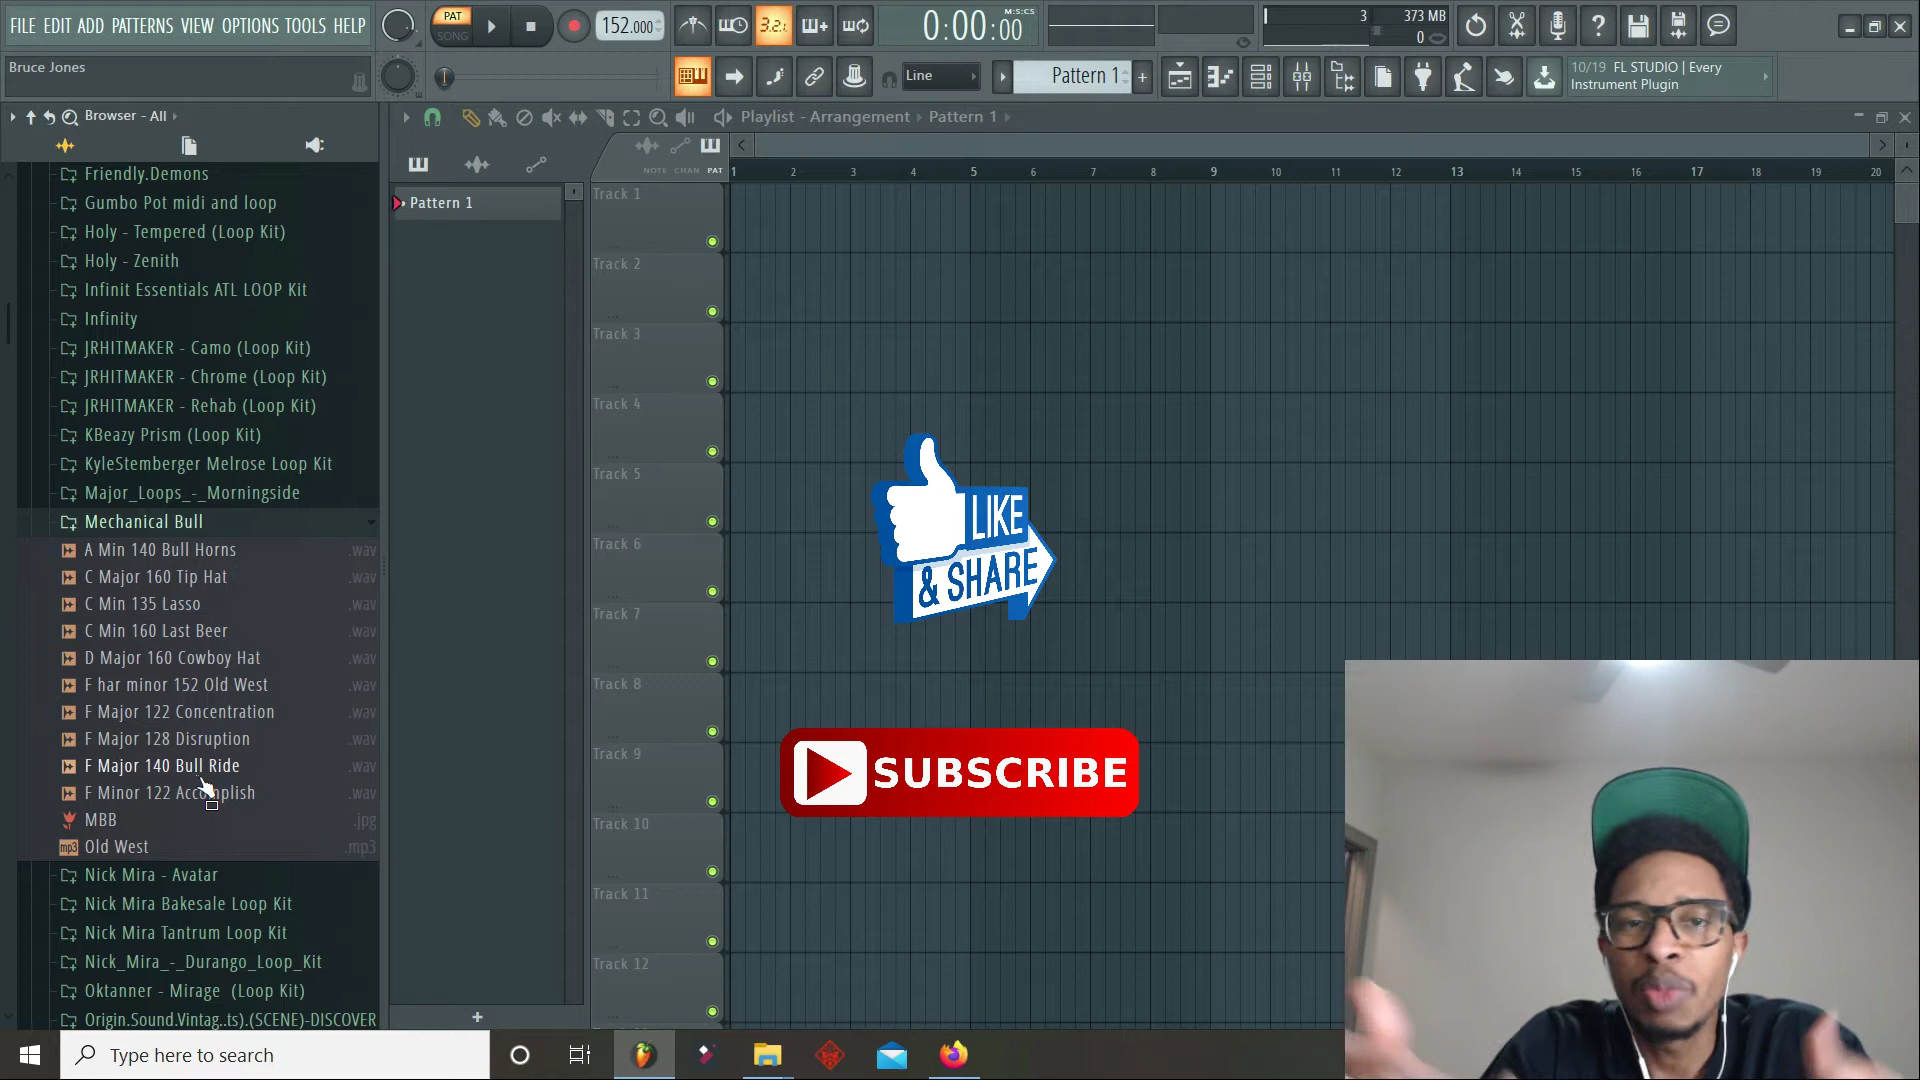 FILE EDIT ADD PATTERNS VIEW OPTIONS TOOLS HELP
PAT
SONG
152.000
3.2.
0:00:00
M:S:CS
3
373 MB
0
Bruce Jones
Line
Pattern 1
10/19 FL STUDIO | Every
Instrument Plugin
Browser - All
Playlist - Arrangement
Pattern 1
NOTE CHAN PAT
1 2 3 4 5 6 7 8 9 10 11 12 13 14 15 16 17 18 19 20
Friendly.Demons
Gumbo Pot midi and loop
Holy - Tempered (Loop Kit)
Holy - Zenith
Infinit Essentials ATL LOOP Kit
Infinity
JRHITMAKER - Camo (Loop Kit)
JRHITMAKER - Chrome (Loop Kit)
JRHITMAKER - Rehab (Loop Kit)
KBeazy Prism (Loop Kit)
KyleStemberger Melrose Loop Kit
Major_Loops_-_Morningside
Mechanical Bull
A Min 140 Bull Horns .wav
C Major 160 Tip Hat .wav
C Min 135 Lasso .wav
C Min 160 Last Beer .wav
D Major 160 Cowboy Hat .wav
F har minor 152 Old West .wav
F Major 122 Concentration .wav
F Major 128 Disruption .wav
F Major 140 Bull Ride .wav
F Minor 122 Accomplish .wav
MBB .jpg
mp3 Old West .mp3
Nick Mira - Avatar
Nick Mira Bakesale Loop Kit
Nick Mira Tantrum Loop Kit
Nick_Mira_-_Durango_Loop_Kit
Oktanner - Mirage (Loop Kit)
Origin.Sound.Vintag..ts).(SCENE)-DISCOVER
Pattern 1
Track 1
Track 2
Track 3
Track 4
Track 5
Track 6
Track 7
Track 8
Track 9
Track 10
Track 11
Track 12
LIKE
& SHARE
SUBSCRIBE
Type here to search